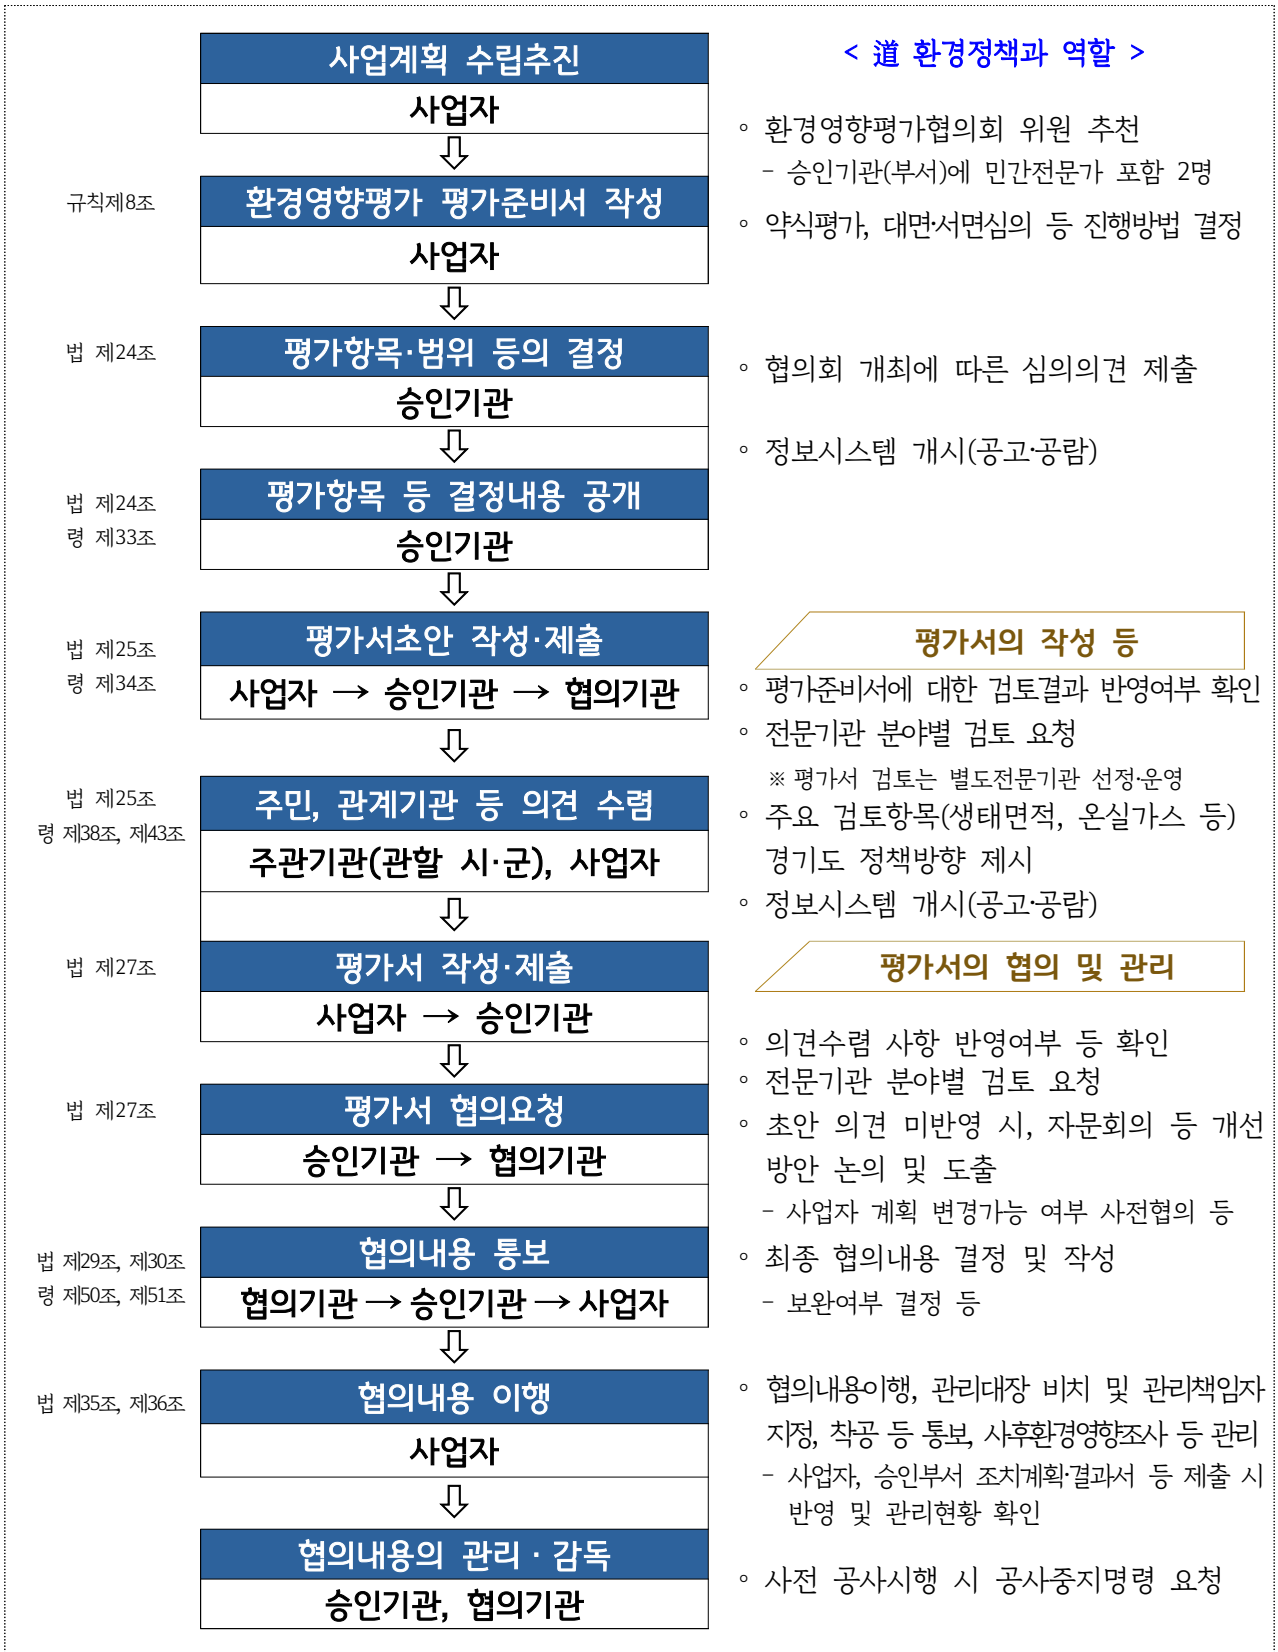 사업계획 수립추진
사업자
규칙제8조
환경영향평가 평가준비서 작성
사업자
법 제24조
평가항목·범위 등의 결정
승인기관
법 제24조
령 제33조
평가항목 등 결정내용 공개
승인기관
법 제25조
령 제34조
평가서초안 작성·제출
사업자 → 승인기관 → 협의기관
법 제25조
령 제38조, 제43조
주민, 관계기관 등 의견 수렴
주관기관(관할 시·군), 사업자
법 제27조
평가서 작성·제출
사업자 → 승인기관
법 제27조
평가서 협의요청
승인기관 → 협의기관
법 제29조, 제30조
령 제50조, 제51조
협의내용 통보
협의기관 → 승인기관 → 사업자
법 제35조, 제36조
협의내용 이행
사업자
협의내용의 관리 · 감독
승인기관, 협의기관
< 道 환경정책과 역할 >
◦ 환경영향평가협의회 위원 추천
- 승인기관(부서)에 민간전문가 포함 2명
◦ 약식평가, 대면·서면심의 등 진행방법 결정
◦ 협의회 개최에 따른 심의의견 제출
◦ 정보시스템 개시(공고·공람)
평가서의 작성 등
◦ 평가준비서에 대한 검토결과 반영여부 확인
◦ 전문기관 분야별 검토 요청
※ 평가서 검토는 별도전문기관 선정·운영
◦ 주요 검토항목(생태면적, 온실가스 등)
경기도 정책방향 제시
◦ 정보시스템 개시(공고·공람)
평가서의 협의 및 관리
◦ 의견수렴 사항 반영여부 등 확인
◦ 전문기관 분야별 검토 요청
◦ 초안 의견 미반영 시, 자문회의 등 개선
방안 논의 및 도출
- 사업자 계획 변경가능 여부 사전협의 등
◦ 최종 협의내용 결정 및 작성
- 보완여부 결정 등
◦ 협의내용이행, 관리대장 비치 및 관리책임자
지정, 착공 등 통보, 사후환경영향조사 등 관리
- 사업자, 승인부서 조치계획·결과서 등 제출 시
반영 및 관리현황 확인
◦ 사전 공사시행 시 공사중지명령 요청